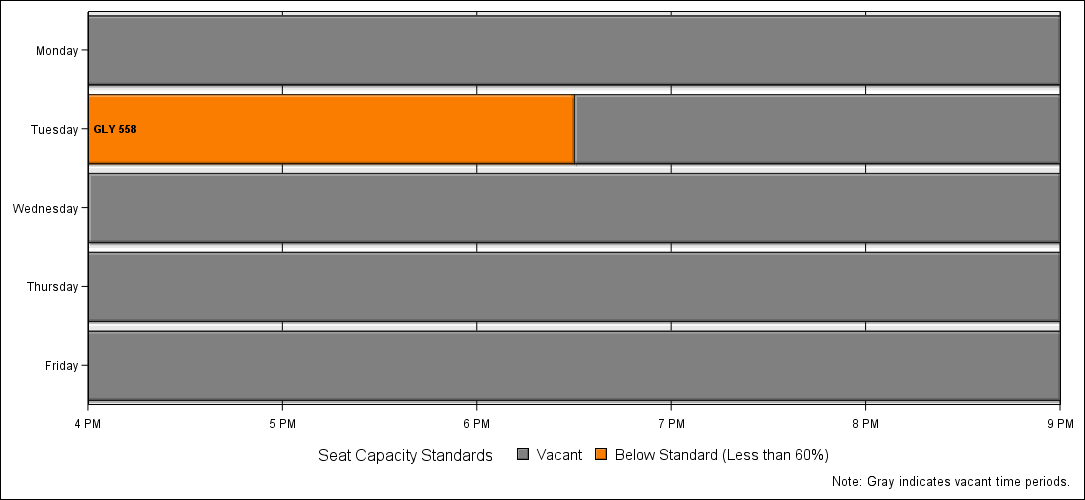 Monday
Tuesday
GLY 558
Wednesday
Thursday
Friday
4 PM 5 PM 6 PM 7 PM 8 PM 9 PM
Seat Capacity Standards Vacant Below Standard (Less than 60%)
Note: Gray indicates vacant time periods.